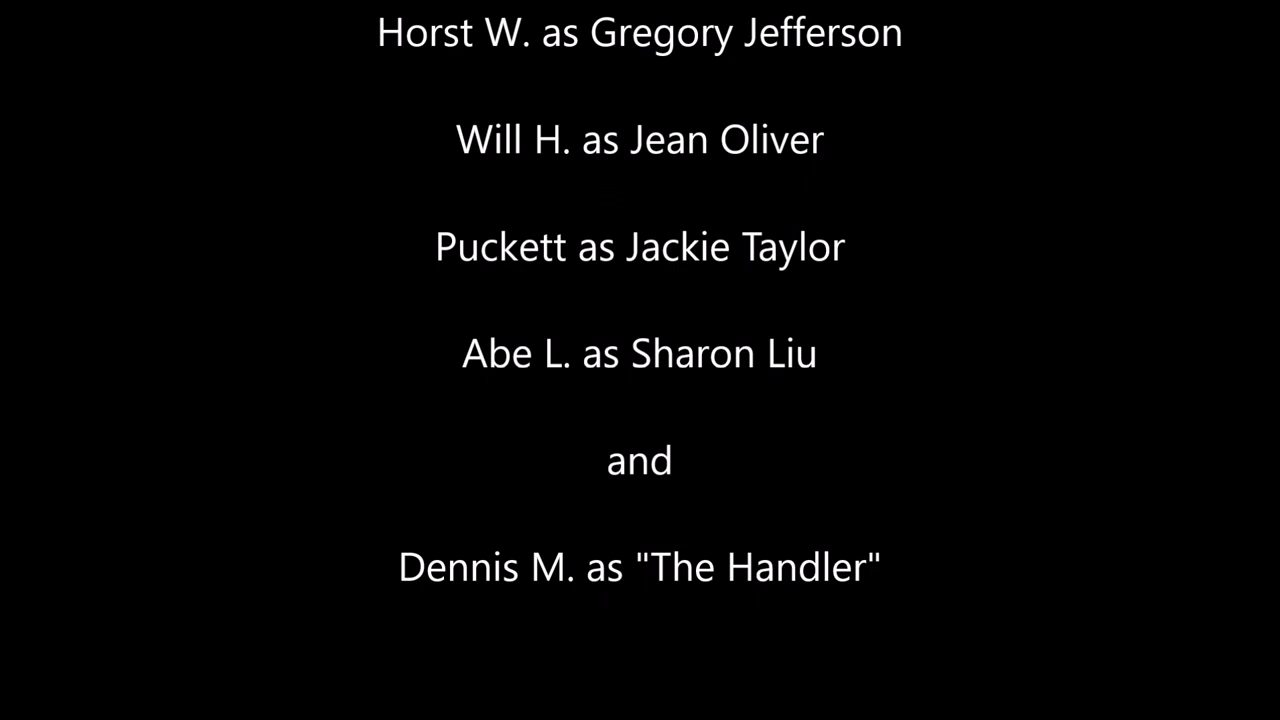 Horst W. as Gregory Jefferson
Will H. as Jean Oliver
Puckett as Jackie Taylor
Abe L. as Sharon Liu
and
Dennis M. as "The Handler"